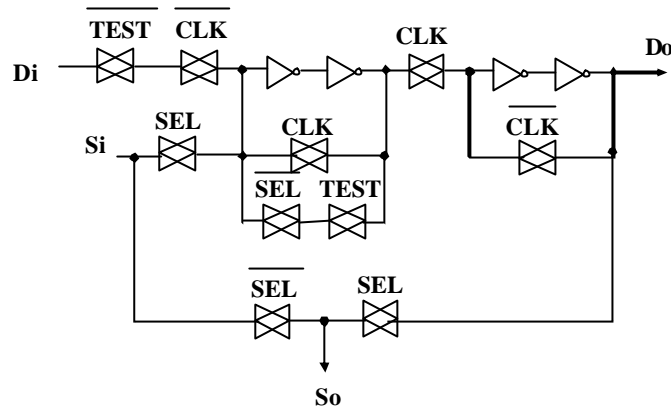 TEST CLK CLK
Di Do
SEL CLK CLK
Si
SEL TEST
SEL SEL
So